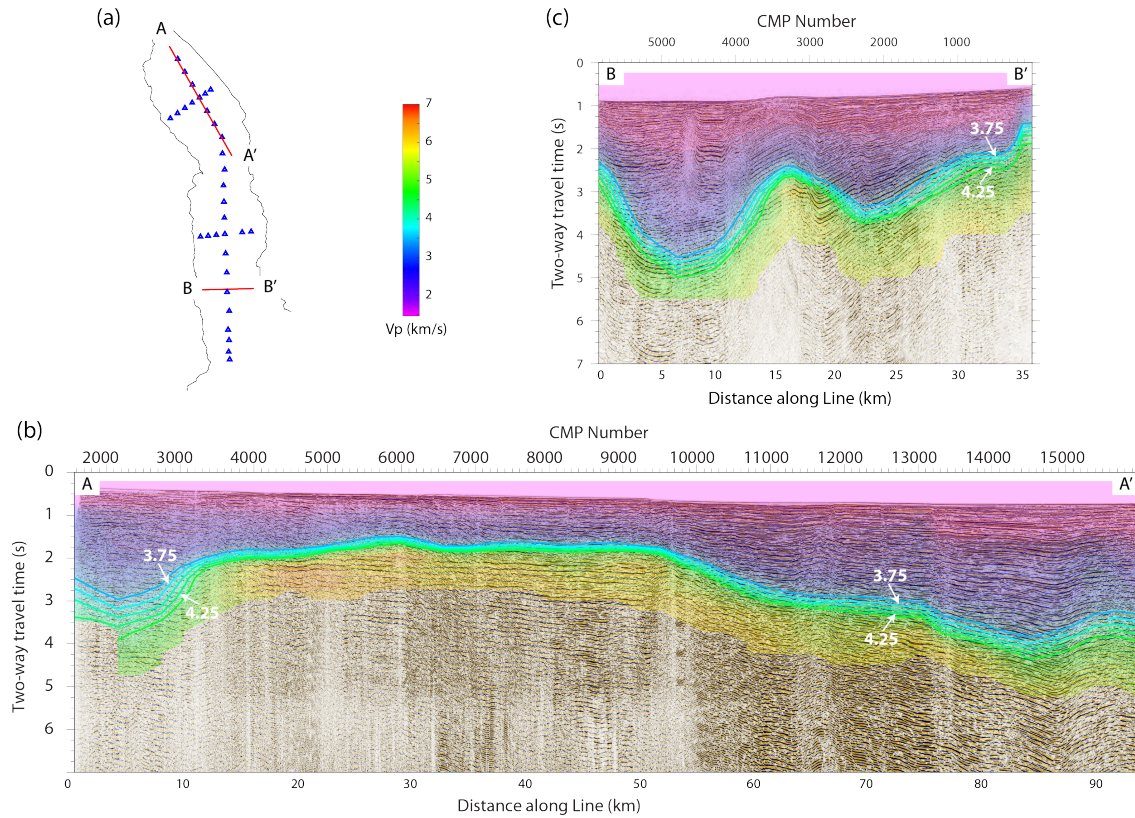 (a)
A
A′
B
B′
7
6
5
4
3
2
Vp (km/s)
(c)
CMP Number
5000 4000 3000 2000 1000
B
B′
0
1
2
3
4
5
6
7
Two-way travel time (s)
3.75
4.25
0 5 10 15 20 25 30 35
Distance along Line (km)
(b)
CMP Number
2000 3000 4000 5000 6000 7000 8000 9000 10000 11000 12000 13000 14000 15000
A
A′
0
1
2
3
4
5
6
Two-way travel time (s)
3.75
4.25
3.75
4.25
0 10 20 30 40 50 60 70 80 90
Distance along Line (km)